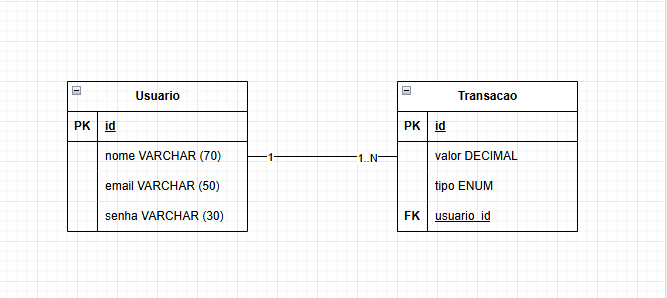 Usuario
PK id
nome VARCHAR (70)
email VARCHAR (50)
senha VARCHAR (30)
1
1..N
Transacao
PK id
valor DECIMAL
tipo ENUM
FK usuario_id